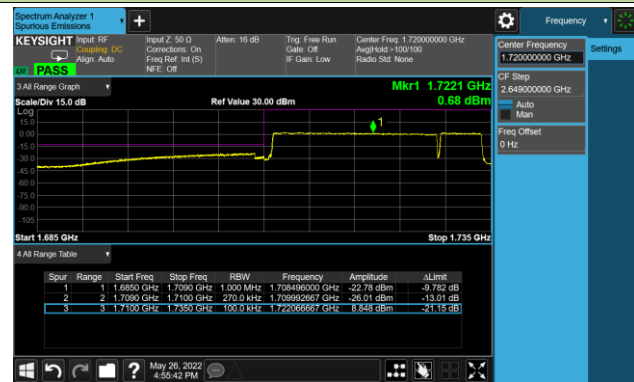 Spectrum Analyzer 1
Spurious Emissions
Frequency
KEYSIGHT Input: RF
Coupling: DC
Align: Auto
Input Z: 50 Ω
Corrections: On
Freq Ref: Int (S)
NFE: Off
Atten: 16 dB
Trig: Free Run
Gate: Off
IF Gain: Low
Center Freq: 1.720000000 GHz
Avg|Hold:>100/100
Radio Std: None
PASS
Center Frequency
1.720000000 GHz
Settings
CF Step
2.649000000 GHz
Auto
Man
Freq Offset
0 Hz
3 All Range Graph
Mkr1 1.7221 GHz
Scale/Div 15.0 dB
Ref Value 30.00 dBm
0.68 dBm
Log
15.0
0.00
-15.0
-30.0
-45.0
-60.0
-75.0
-90.0
-105
1
Start 1.685 GHz
Stop 1.735 GHz
4 All Range Table
Spur Range Start Freq Stop Freq RBW Frequency Amplitude ΔLimit
1 1 1.6850 GHz 1.7090 GHz 1.000 MHz 1.708496000 GHz -22.78 dBm -9.782 dB
2 2 1.7090 GHz 1.7100 GHz 270.0 kHz 1.709992667 GHz -26.01 dBm -13.01 dB
3 3 1.7100 GHz 1.7350 GHz 100.0 kHz 1.722066667 GHz 8.848 dBm -21.15 dB
May 26, 2022
4:55:42 PM